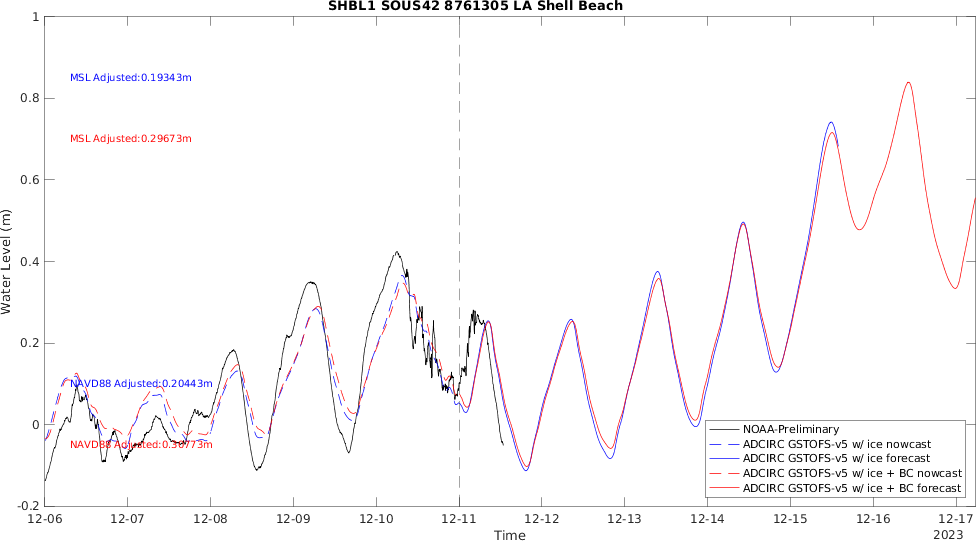 SHBL1 SOUS42 8761305 LA Shell Beach
1
0.8
0.6
0.4
0.2
0
-0.2
Water Level (m)
MSL Adjusted:0.19343m
MSL Adjusted:0.29673m
NAVD88 Adjusted:0.20443m
NAVD88 Adjusted:0.30773m
NOAA-Preliminary
ADCIRC GSTOFS-v5 w/ ice nowcast
ADCIRC GSTOFS-v5 w/ ice forecast
ADCIRC GSTOFS-v5 w/ ice + BC nowcast
ADCIRC GSTOFS-v5 w/ ice + BC forecast
12-06 12-07 12-08 12-09 12-10 12-11 12-12 12-13 12-14 12-15 12-16 12-17
Time
2023